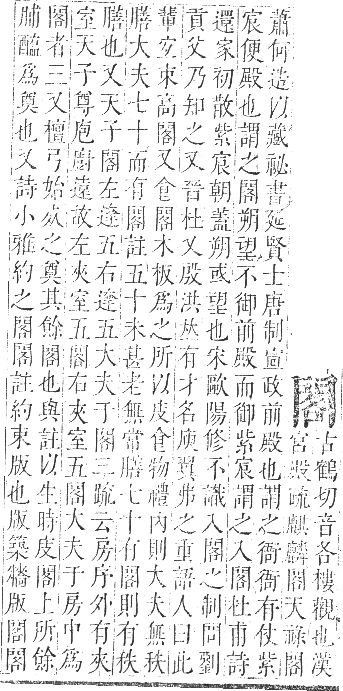 閣
古鶴切音各樓觀也漢
宮殿疏麒麟閣天祿閣
蕭何造以藏祕書延賢士唐制宣政前殿也謂之衙衙有仗紫
宸便殿也謂之閣朔望不御前殿而御紫宸謂之入閣杜甫詩
還家初散紫宸朝蓋朔或望也宋歐陽修不識入閣之制問劉
貢父乃知之又晉杜乂殷洪𠀤有才名庾翼弗之重語人曰此
輩宜束高閣又食閣木板爲之所以庋食物禮內則大夫無秩
膳大夫七十而有閣註五十未甚老無常膳七十有閣則有秩
膳也又天子閣左達五右達五大夫于閣三疏云房序外有夾
室天子尊庖廚遠故左夾室五閣右夾室五閣大夫于房中爲
閣者三又檀弓始死之奠其餘閣也與註以生時庋閣上所餘
脯醢爲奠也又詩小雅約之閣閣註約束版也版築牆版閣閣